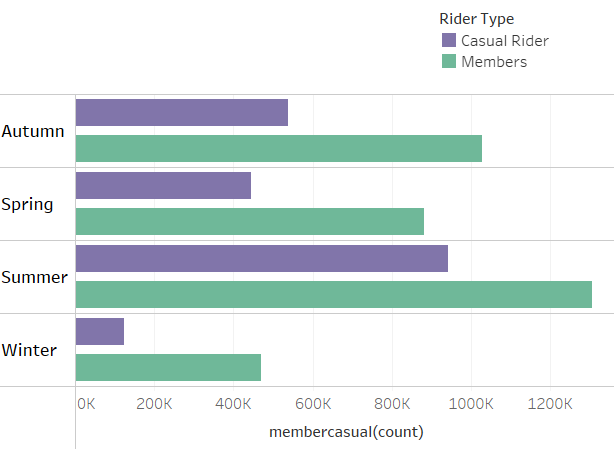 Rider Type
Casual Rider
Members
Autumn
Spring
Summer
Winter
0K 200K 400K 600K 800K 1000K 1200K
membercasual(count)